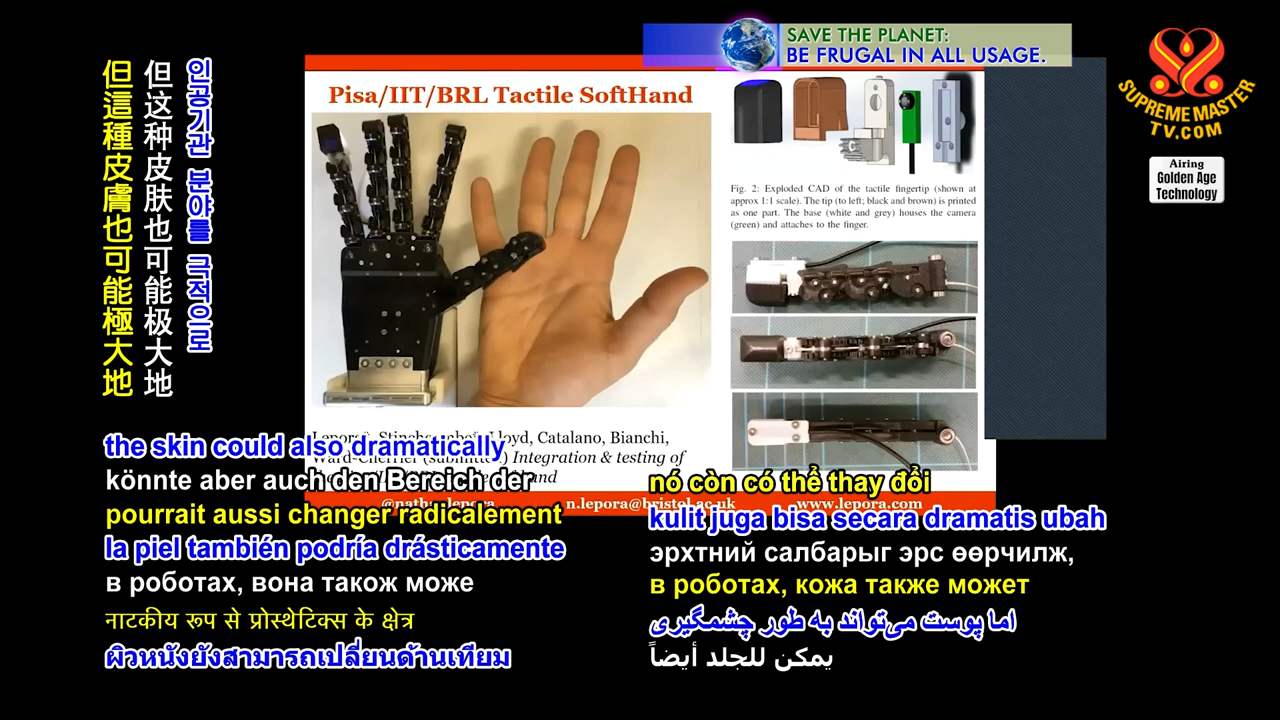 SAVE THE PLANET:
BE FRUGAL IN ALL USAGE.
SUPREME MASTER
TV.COM
Airing
Golden Age
Technology
Pisa/IIT/BRL Tactile SoftHand
Fig. 2: Exploded CAD of the tactile fingertip (shown at
approx 1:1 scale). The tip (to left; black and brown) is printed
as one part. The base (white and grey) houses the camera
(green) and attaches to the finger.
Lloyd, Catalano, Bianchi,
Integration & testing of
n.lepora@bristol.ac.uk
www.lepora.com
但這種皮膚也可能極大地
但这种皮肤也可能极大地
인공기관 분야를 극적으로
the skin could also dramatically
könnte aber auch den Bereich der
pourrait aussi changer radicalement
la piel también podría drásticamente
в роботах, вона також може
नाटकीय रूप से प्रोस्थेटिक्स के क्षेत्र
ผิวหนังยังสามารถเปลี่ยนด้านเทียม
nó còn có thể thay đổi
kulit juga bisa secara dramatis ubah
эрхтний салбарыг эрс өөрчилж,
в роботах, кожа также может
اما پوست می‌تواند به طور چشمگیری
يمكن للجلد أيضاً